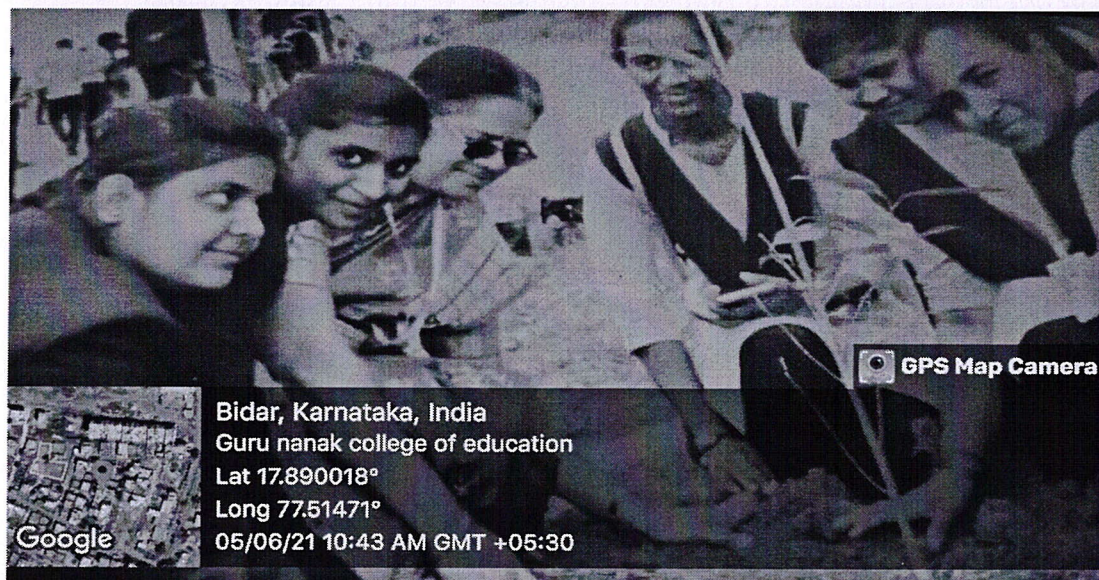 GPS Map Camera
Bidar, Karnataka, India
Guru nanak college of education
Lat 17.890018°
Long 77.51471°
05/06/21 10:43 AM GMT +05:30
Google